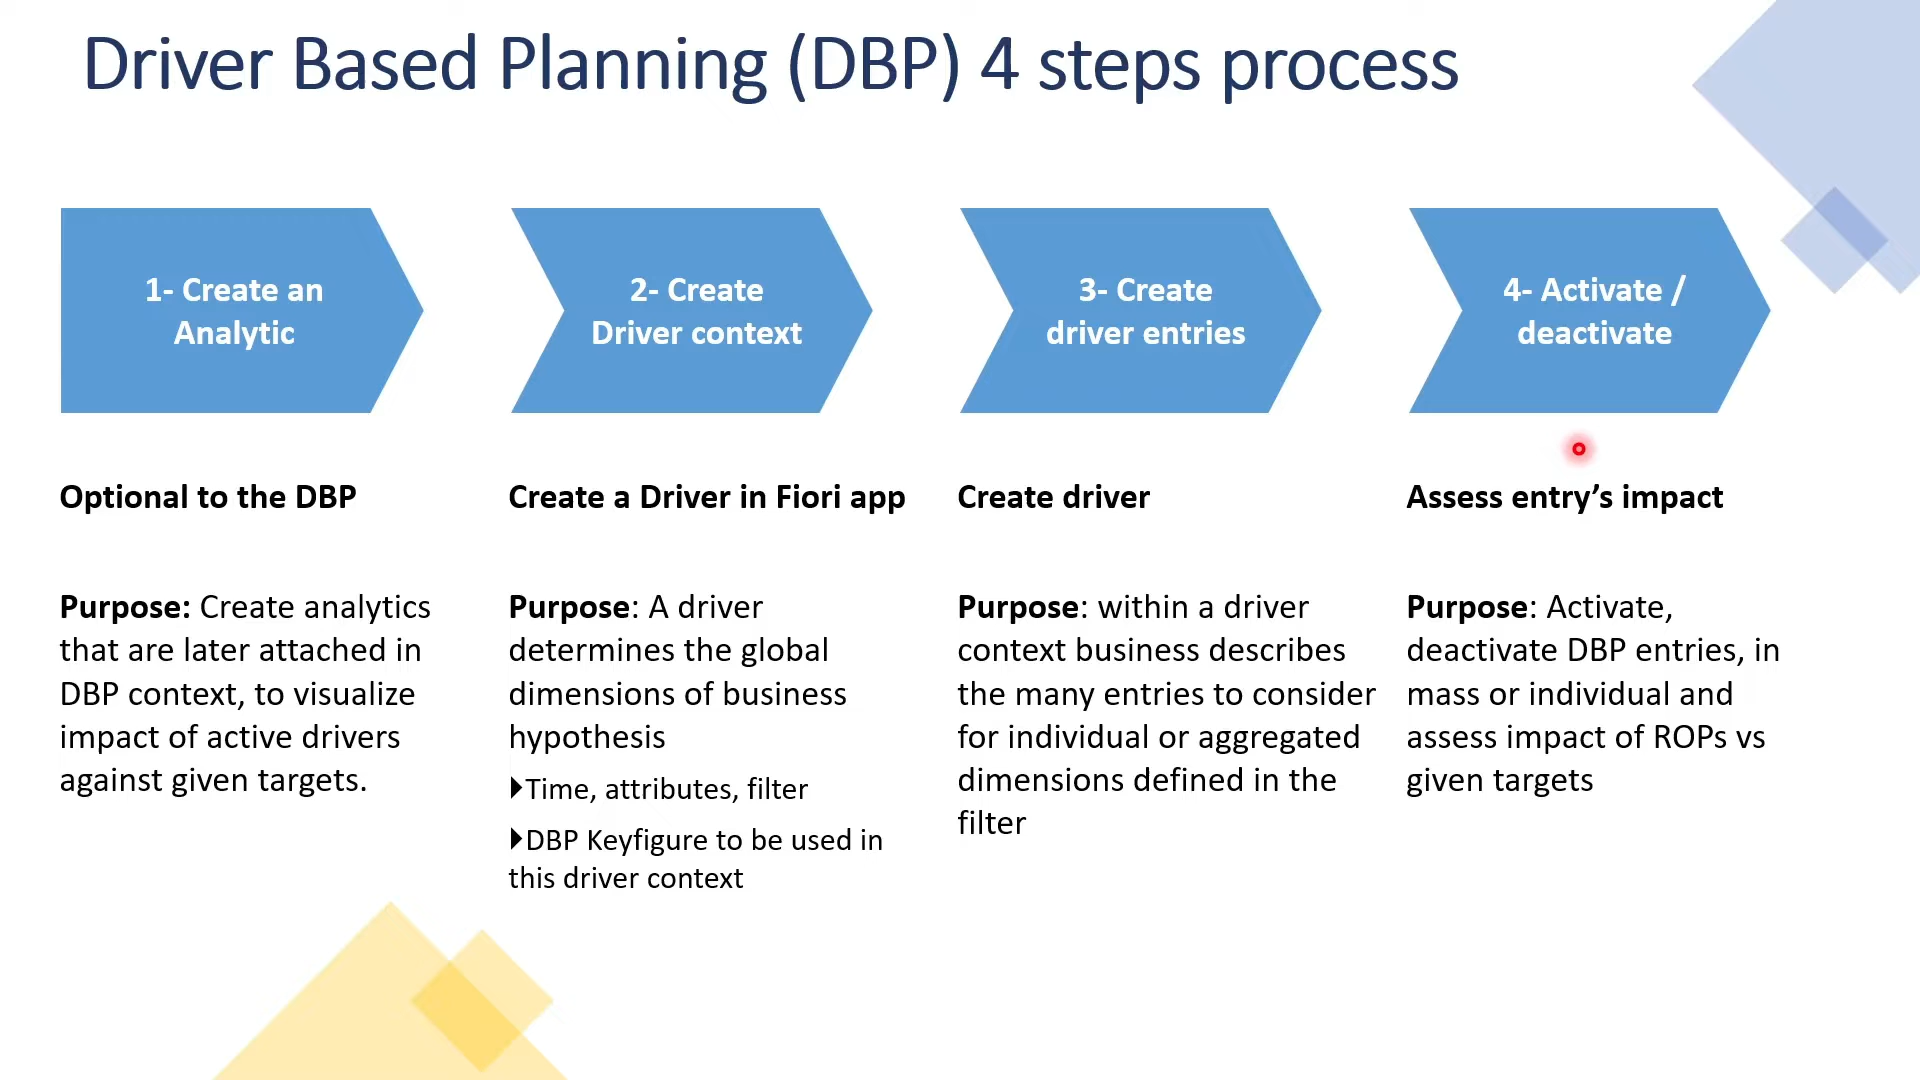 Driver Based Planning (DBP) 4 steps process
1- Create an
Analytic
2- Create
Driver context
3- Create
driver entries
4- Activate /
deactivate
Optional to the DBP
Purpose: Create analytics
that are later attached in
DBP context, to visualize
impact of active drivers
against given targets.
Create a Driver in Fiori app
Purpose: A driver
determines the global
dimensions of business
hypothesis
Time, attributes, filter
DBP Keyfigure to be used in
this driver context
Create driver
Purpose: within a driver
context business describes
the many entries to consider
for individual or aggregated
dimensions defined in the
filter
Assess entry’s impact
Purpose: Activate,
deactivate DBP entries, in
mass or individual and
assess impact of ROPs vs
given targets